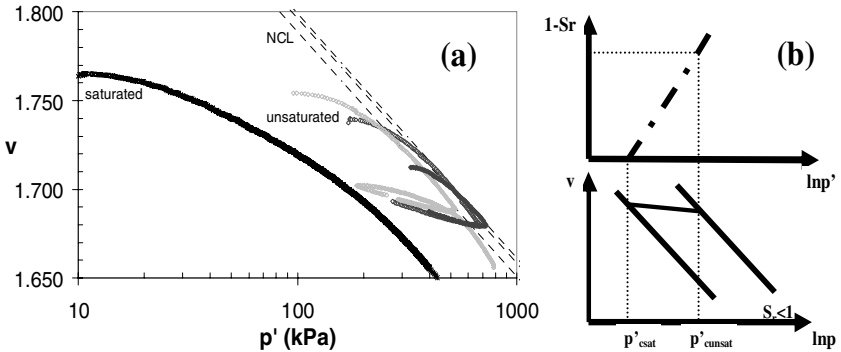 1.800
1.750
1.700
1.650
v
10
100
1000
p' (kPa)
NCL
saturated
unsaturated
(a)
1-Sr
(b)
lnp'
v
Sr<1
p'csat
p'cunsat
lnp